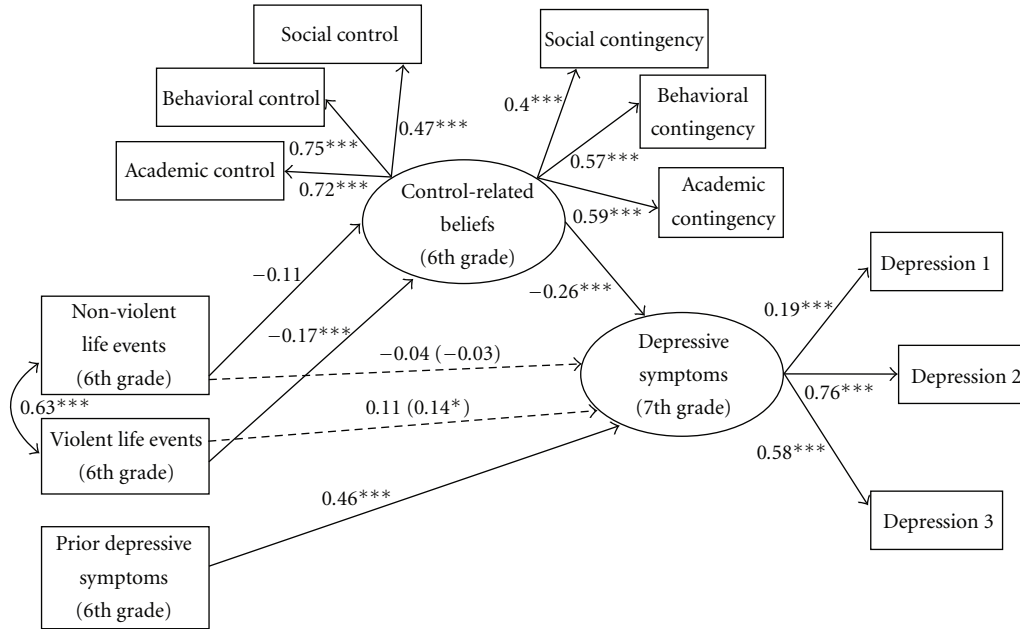 Social control
Social contingency
Behavioral control
Behavioral
contingency
0.47***
0.4***
0.75***
0.57***
Academic control
0.72***
Academic
contingency
0.59***
Control-related
beliefs
(6th grade)
Depression 1
−0.11
−0.26***
0.19***
Non-violent
life events
(6th grade)
−0.17***
−0.04 (−0.03)
Depressive
symptoms
(7th grade)
Depression 2
0.76***
0.63***
0.11 (0.14*)
Violent life events
(6th grade)
0.58***
0.46***
Depression 3
Prior depressive
symptoms
(6th grade)